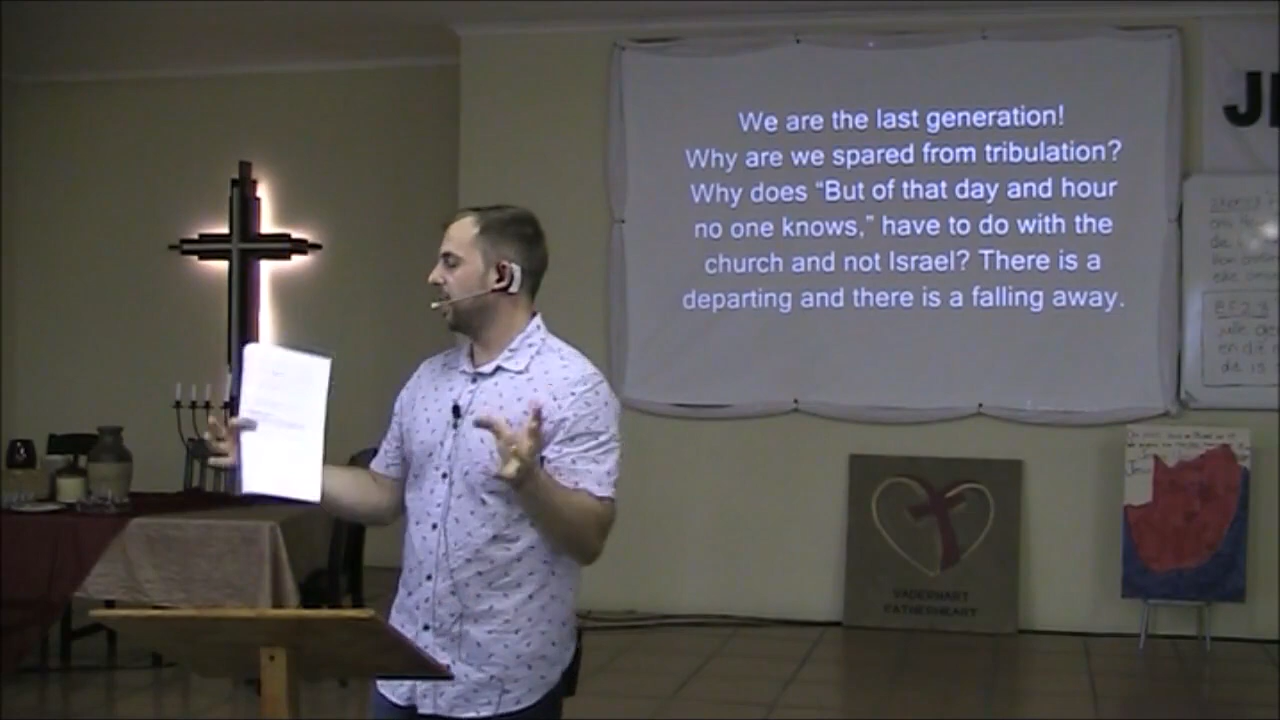 We are the last generation!
Why are we spared from tribulation?
Why does “But of that day and hour
no one knows,” have to do with the
church and not Israel? There is a
departing and there is a falling away.
VADERHART
FATHERHEART